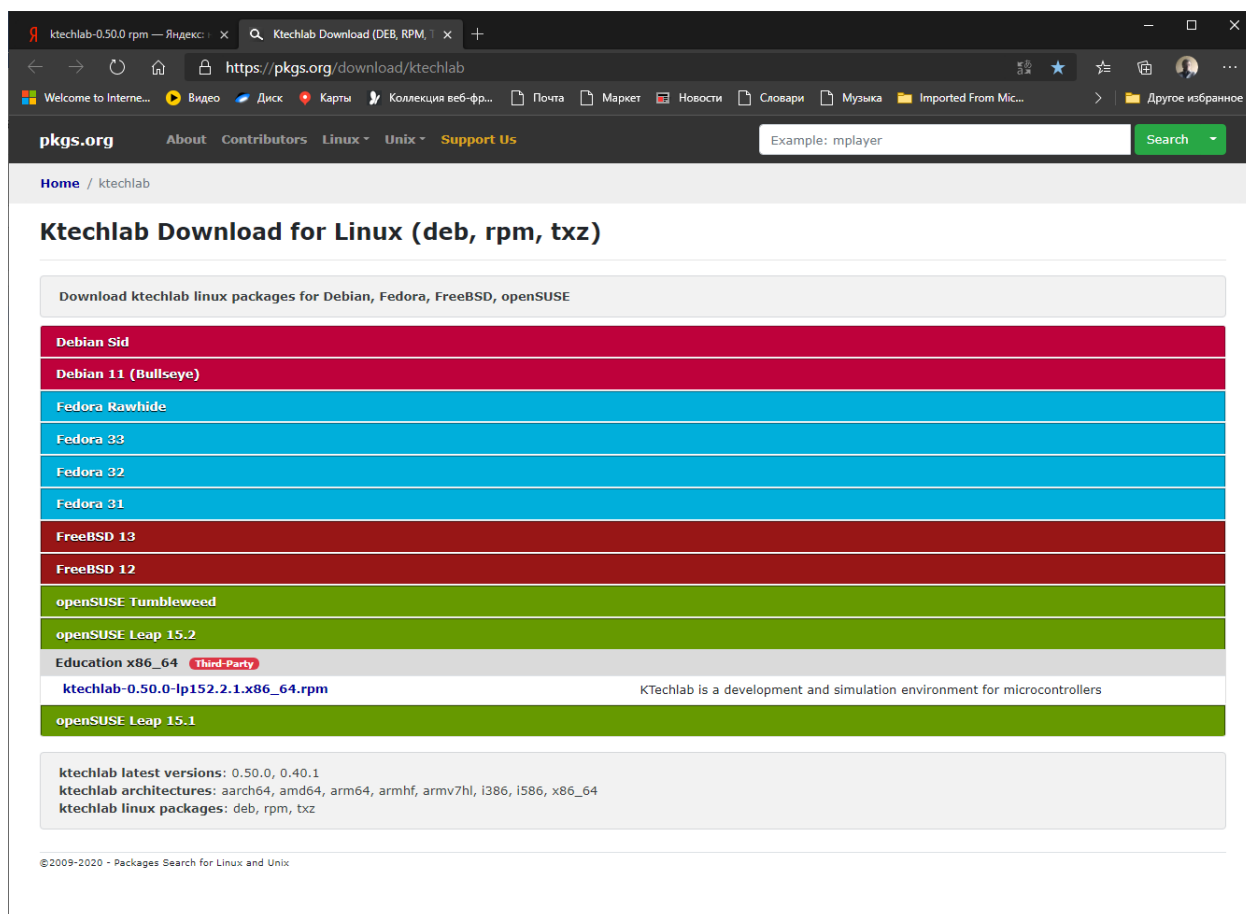 ktechlab-0.50.0 rpm — Яндекс:
Ktechlab Download (DEB, RPM, T
https://pkgs.org/download/ktechlab
Welcome to Interne... Видео Диск Карты Коллекция веб-фр... Почта Маркет Новости Словари Музыка Imported From Mic... Другое избранное
pkgs.org About Contributors Linux Unix Support Us Example: mplayer Search
Home / ktechlab
Ktechlab Download for Linux (deb, rpm, txz)
Download ktechlab linux packages for Debian, Fedora, FreeBSD, openSUSE
Debian Sid
Debian 11 (Bullseye)
Fedora Rawhide
Fedora 33
Fedora 32
Fedora 31
FreeBSD 13
FreeBSD 12
openSUSE Tumbleweed
openSUSE Leap 15.2
Education x86_64 Third-Party
ktechlab-0.50.0-lp152.2.1.x86_64.rpm KTechlab is a development and simulation environment for microcontrollers
openSUSE Leap 15.1
ktechlab latest versions: 0.50.0, 0.40.1
ktechlab architectures: aarch64, amd64, arm64, armhf, armv7hl, i386, i586, x86_64
ktechlab linux packages: deb, rpm, txz
©2009-2020 - Packages Search for Linux and Unix